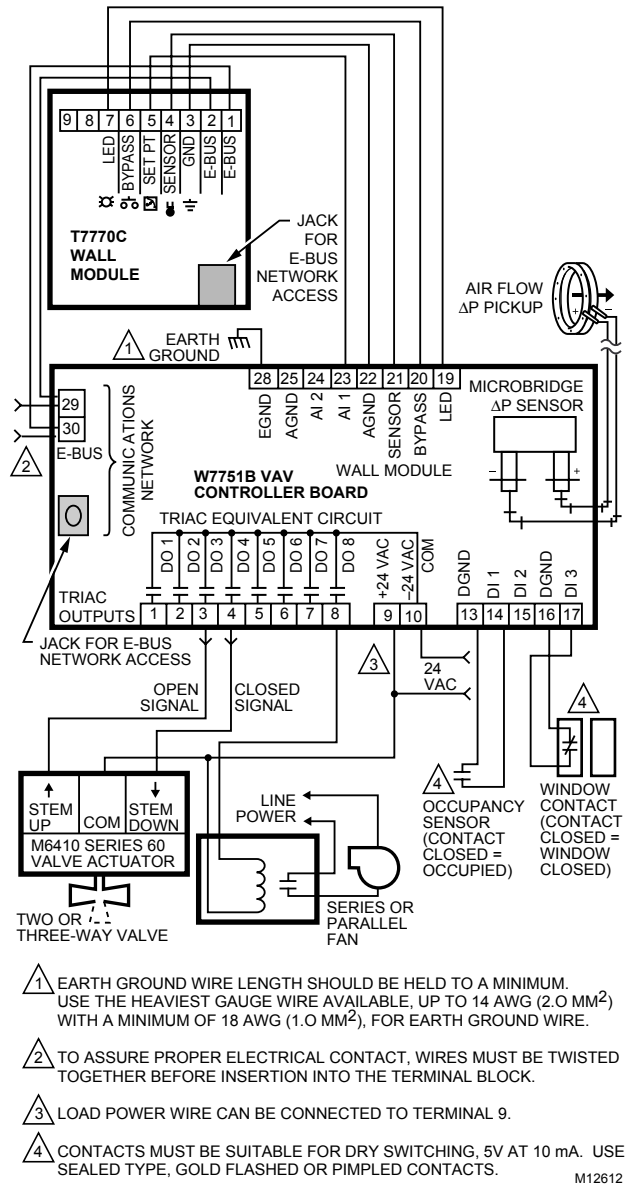 9 8 7 6 5 4 3 2 1
LED
BYPASS
SET PT
SENSOR
GND
E-BUS
E-BUS
T7770C
WALL
MODULE
JACK
FOR
E-BUS
NETWORK
ACCESS
AIR FLOW
ΔP PICKUP
+ –
1
EARTH
GROUND
28 25 24 23 22 21 20 19
EGND
AGND
AI 2
AI 1
AGND
SENSOR
BYPASS
LED
WALL MODULE
MICROBRIDGE
ΔP SENSOR
– +
29
30
E-BUS
2
COMMUNICATIONS
NETWORK
W7751B VAV
CONTROLLER BOARD
TRIAC EQUIVALENT CIRCUIT
DO 1
DO 2
DO 3
DO 4
DO 5
DO 6
DO 7
DO 8
+24 VAC
–24 VAC
COM
DGND
DI 1
DI 2
DGND
DI 3
TRIAC
OUTPUTS
1 2 3 4 5 6 7 8
9 10
13 14 15 16 17
JACK FOR E-BUS
NETWORK ACCESS
3
24
VAC
OPEN
SIGNAL
CLOSED
SIGNAL
4
4
STEM
UP
COM
STEM
DOWN
M6410 SERIES 60
VALVE ACTUATOR
TWO OR
THREE-WAY VALVE
LINE
POWER
SERIES OR
PARALLEL
FAN
OCCUPANCY
SENSOR
(CONTACT
CLOSED =
OCCUPIED)
WINDOW
CONTACT
(CONTACT
CLOSED =
WINDOW
CLOSED)
1 EARTH GROUND WIRE LENGTH SHOULD BE HELD TO A MINIMUM.
USE THE HEAVIEST GAUGE WIRE AVAILABLE, UP TO 14 AWG (2.O MM2)
WITH A MINIMUM OF 18 AWG (1.O MM2), FOR EARTH GROUND WIRE.
2 TO ASSURE PROPER ELECTRICAL CONTACT, WIRES MUST BE TWISTED
TOGETHER BEFORE INSERTION INTO THE TERMINAL BLOCK.
3 LOAD POWER WIRE CAN BE CONNECTED TO TERMINAL 9.
4 CONTACTS MUST BE SUITABLE FOR DRY SWITCHING, 5V AT 10 mA. USE
SEALED TYPE, GOLD FLASHED OR PIMPLED CONTACTS.
M12612